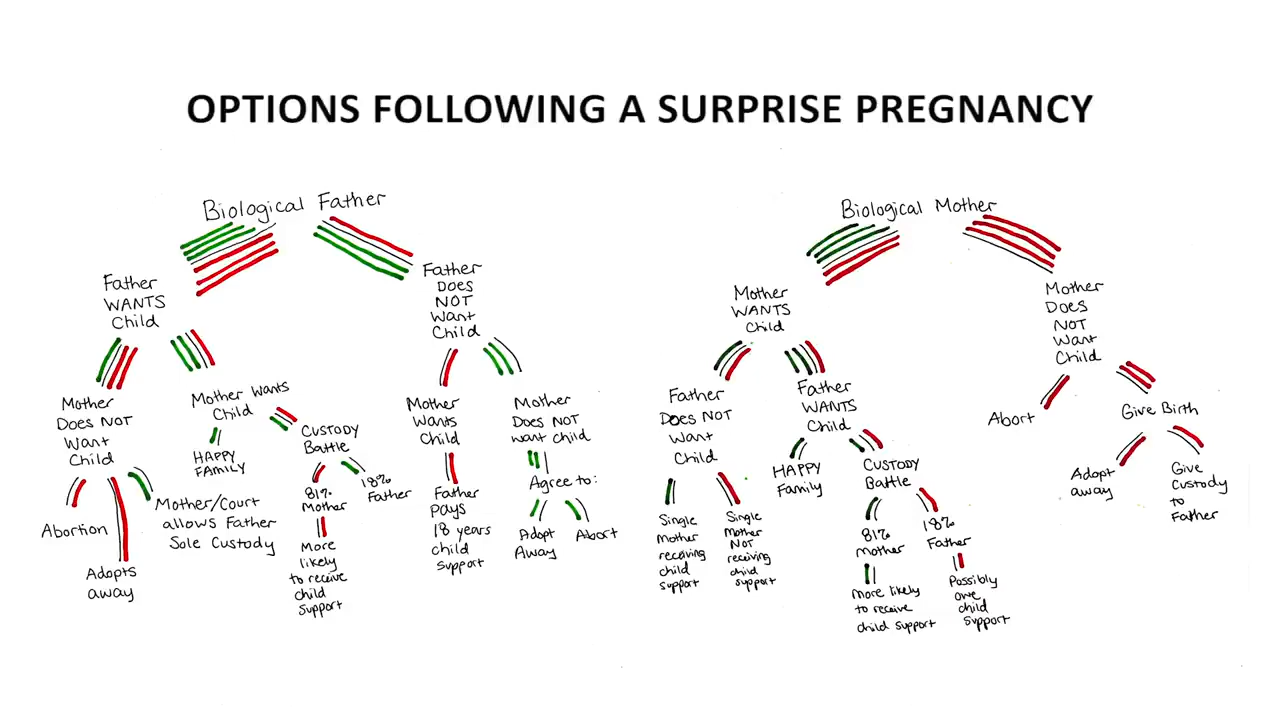 OPTIONS FOLLOWING A SURPRISE PREGNANCY
Biological Father
Father
WANTS
Child
Mother
Does NOT
Want
Child
Abortion
Adopts
away
Mother/Court
allows Father
Sole Custody
Mother Wants
Child
HAPPY
FAMILY
CUSTODY
Battle
81%
Mother
More
likely
to receive
child
support
18%
Father
Father
DOES
NOT
Want
Child
Mother
Wants
Child
Father
pays
18 years
child
support
Mother
Does NOT
want child
Agree to:
Adopt
Away
Abort
Biological Mother
Mother
WANTS
Child
Father
Does NOT
Want
Child
Single
Mother
receiving
child
support
Single
Mother
NOT
receiving
child
support
Father
WANTS
Child
HAPPY
Family
CUSTODY
Battle
81%
Mother
more likely
to receive
child support
18%
Father
Possibly
owe
child
support
Mother
Does
NOT
Want
Child
Abort
Give Birth
Adopt
away
Give
Custody
to
Father